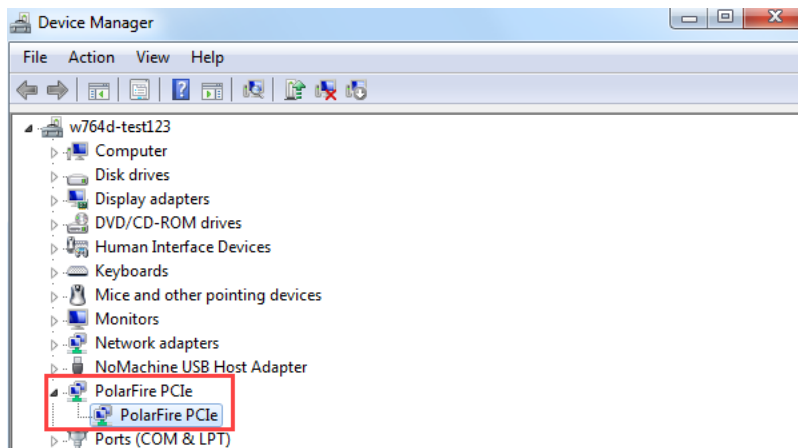 Device Manager
File Action View Help
w764d-test123
Computer
Disk drives
Display adapters
DVD/CD-ROM drives
Human Interface Devices
Keyboards
Mice and other pointing devices
Monitors
Network adapters
NoMachine USB Host Adapter
PolarFire PCIe
PolarFire PCIe
Ports (COM & LPT)